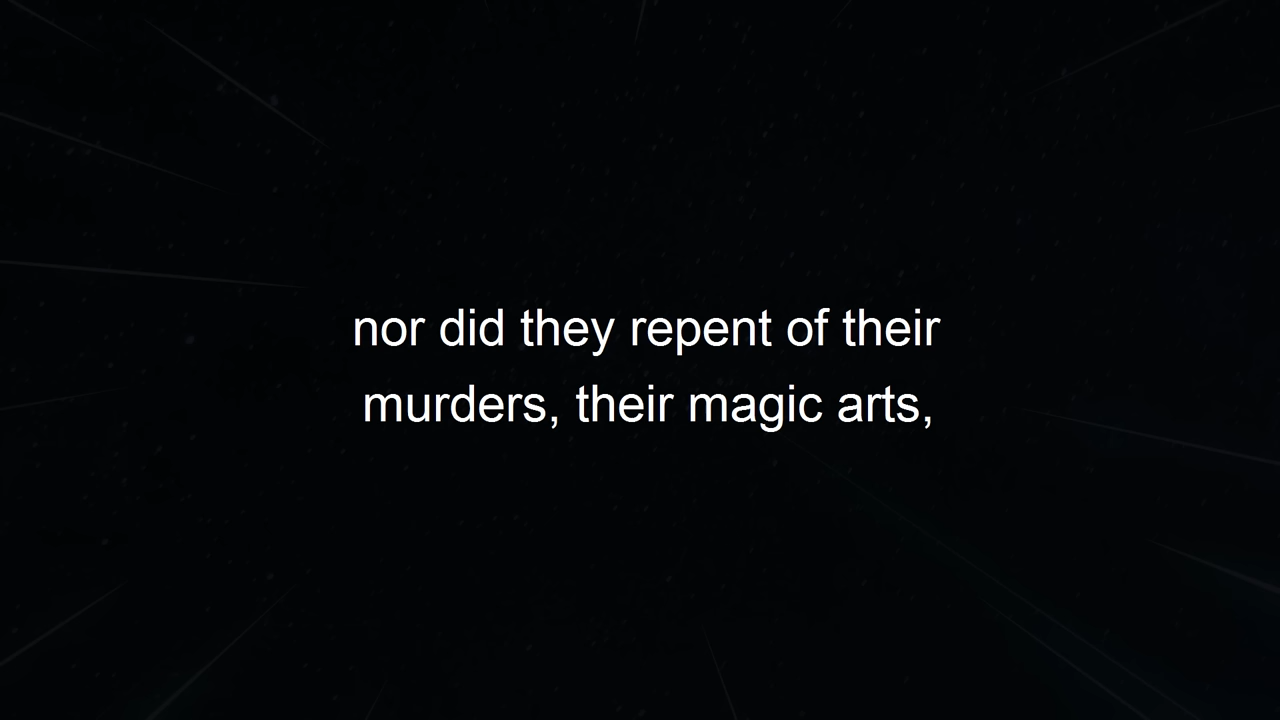 nor did they repent of their
murders, their magic arts,